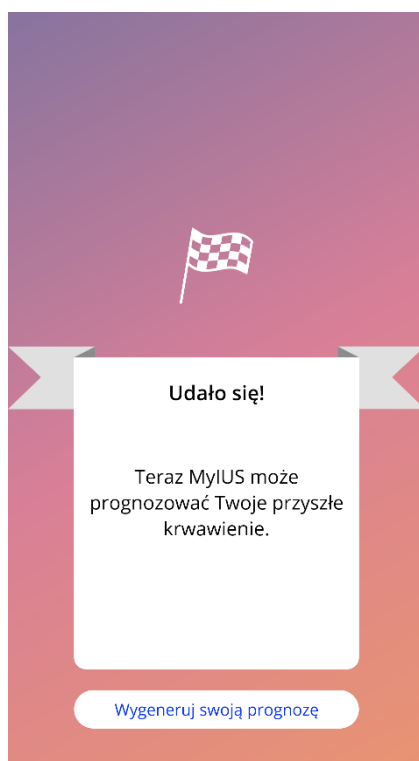 Udało się!
Teraz MyIUS może
prognozować Twoje przyszłe
krwawienie.
Wygeneruj swoją prognozę